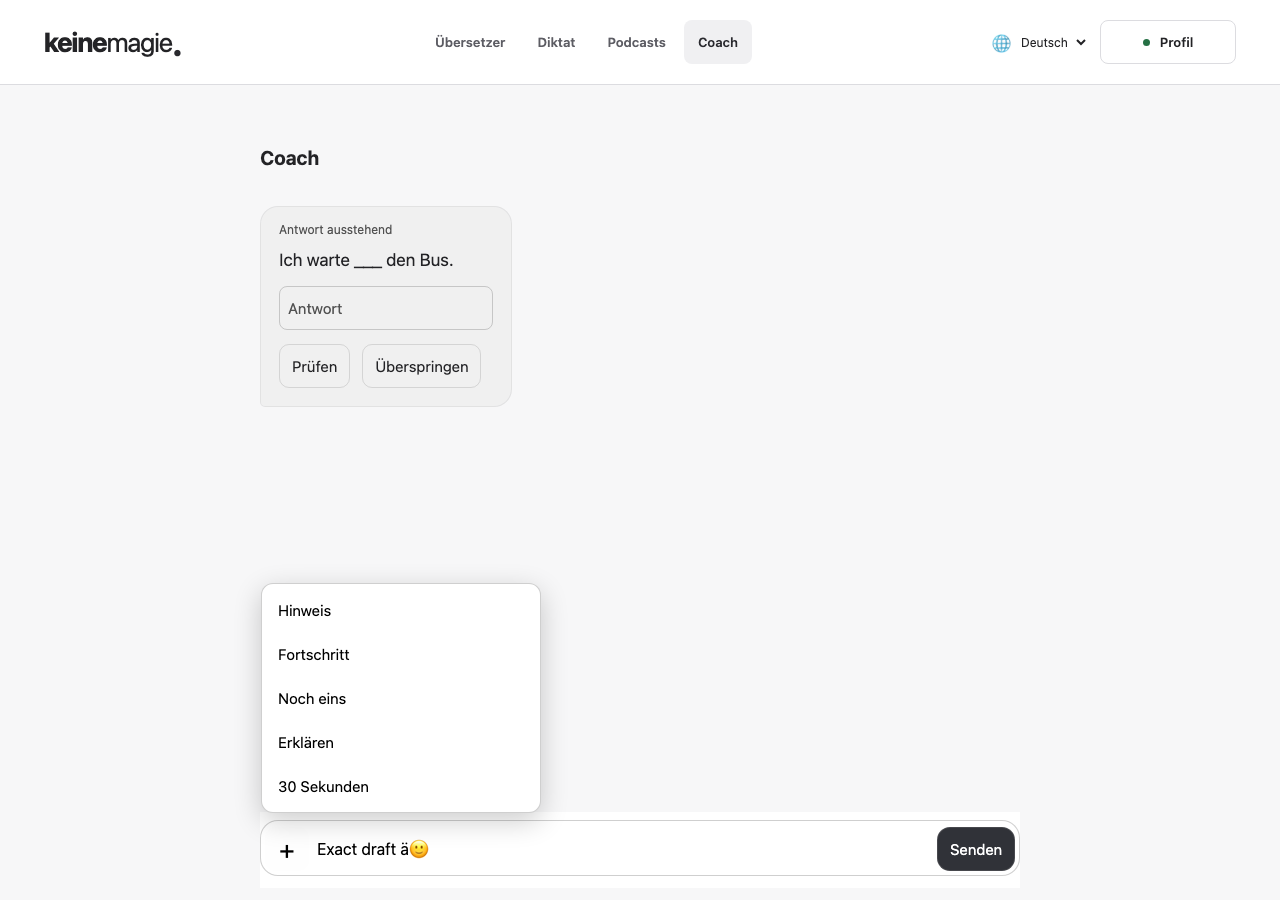 keinemagie.
Übersetzer
Diktat
Podcasts
Coach
🌐 Deutsch
Profil
Coach
Antwort ausstehend
Ich warte ___ den Bus.
Antwort
Prüfen
Überspringen
Hinweis
Fortschritt
Noch eins
Erklären
30 Sekunden
+ Exact draft ä🙂
Senden